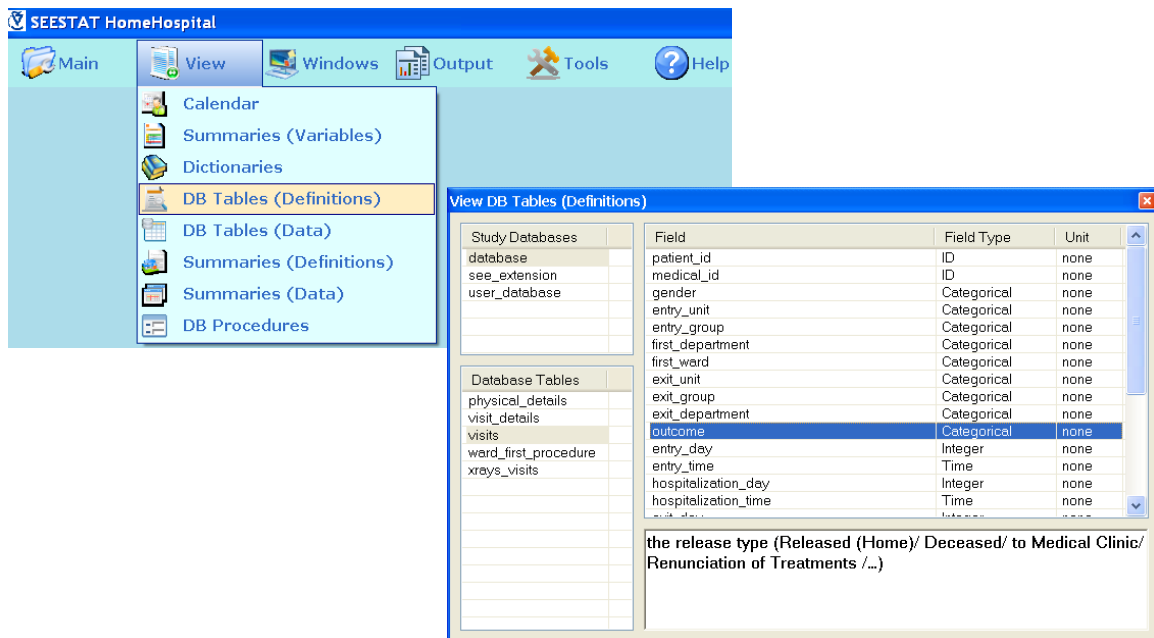 SEESTAT HomeHospital
Main View Windows Output Tools Help
Calendar
Summaries (Variables)
Dictionaries
DB Tables (Definitions)
DB Tables (Data)
Summaries (Definitions)
Summaries (Data)
DB Procedures
View DB Tables (Definitions)
Study Databases
database
see_extension
user_database
Database Tables
physical_details
visit_details
visits
ward_first_procedure
xrays_visits
Field Field Type Unit
patient_id ID none
medical_id ID none
gender Categorical none
entry_unit Categorical none
entry_group Categorical none
first_department Categorical none
first_ward Categorical none
exit_unit Categorical none
exit_group Categorical none
exit_department Categorical none
outcome Categorical none
entry_day Integer none
entry_time Time none
hospitalization_day Integer none
hospitalization_time Time none
the release type (Released (Home)/ Deceased/ to Medical Clinic/
Renunciation of Treatments /...)